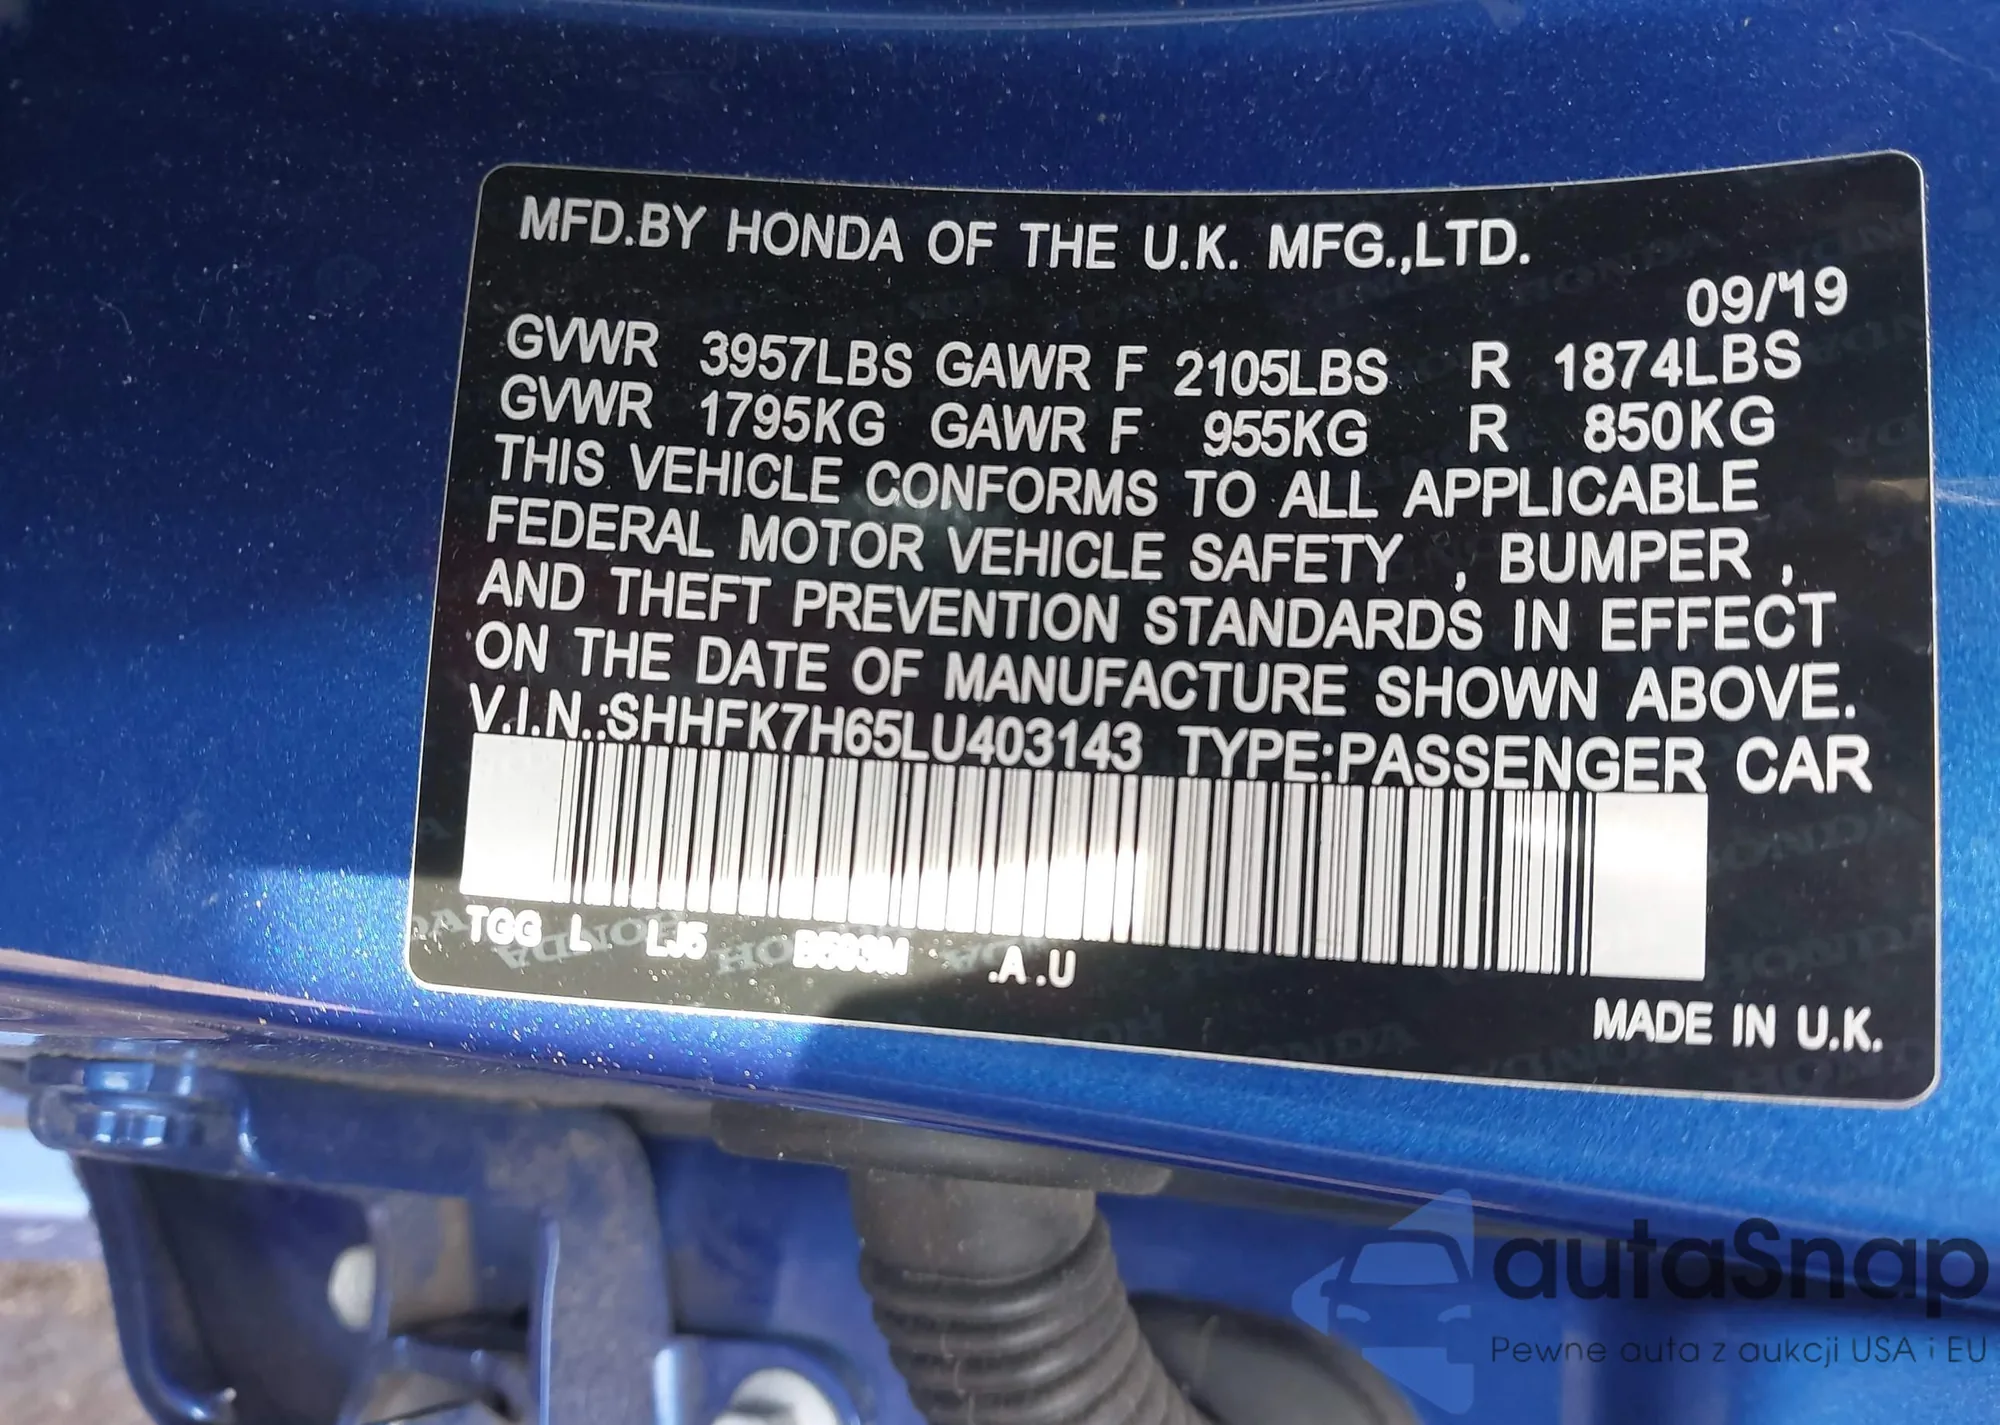 MFD.BY HONDA OF THE U.K. MFG.,LTD.
09/'19
GVWR 3957LBS GAWR F 2105LBS R 1874LBS
GVWR 1795KG GAWR F 955KG R 850KG
THIS VEHICLE CONFORMS TO ALL APPLICABLE
FEDERAL MOTOR VEHICLE SAFETY , BUMPER ,
AND THEFT PREVENTION STANDARDS IN EFFECT
ON THE DATE OF MANUFACTURE SHOWN ABOVE.
V.I.N.:SHHFK7H65LU403143 TYPE:PASSENGER CAR
TGG L LJ5 B593M .A .U
MADE IN U.K.
autaSnap
Pewne auta z aukcji USA i EU